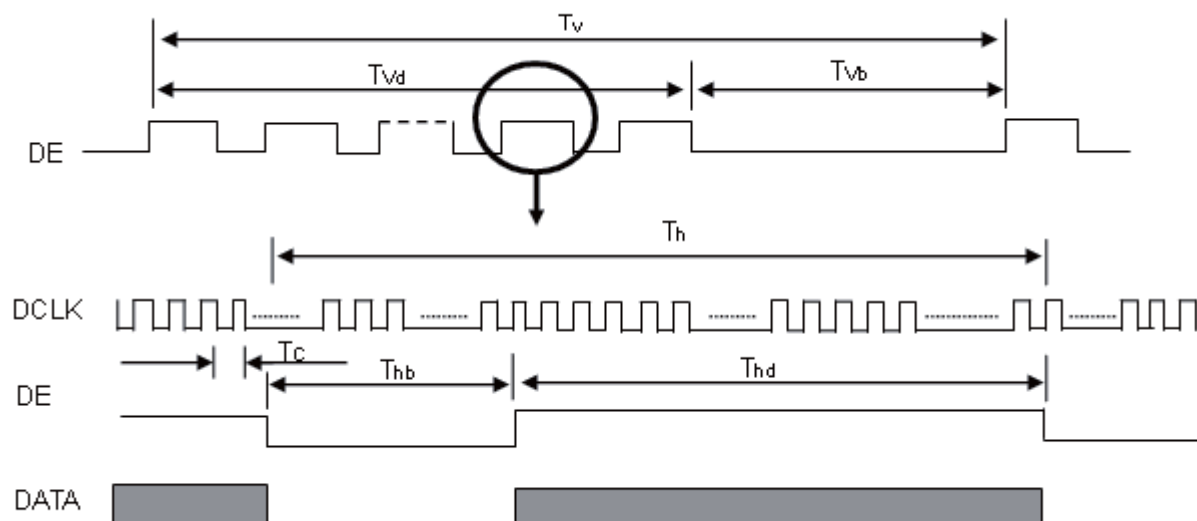 Tv
Tvd
Tvb
DE
Th
DCLK
Tc
Thb
Thd
DE
DATA